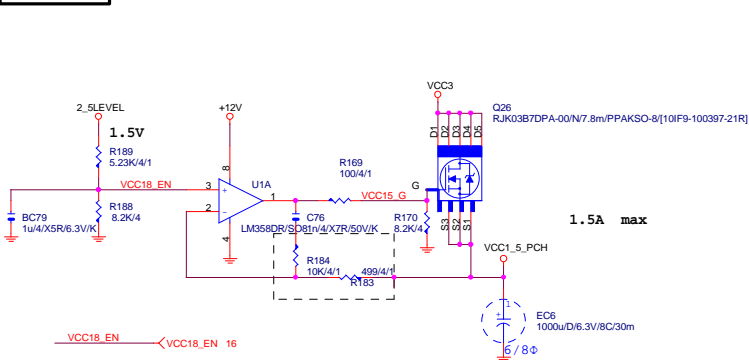 VCC3
2_5LEVEL
+12V
Q26
RJK03B7DPA-00/N/7.8m/PPAKSO-8/[10IF9-100397-21R]
D1
D2
D3
D4
D5
1.5V
R189
5.23K/4/1
8
R169
100/4/1
U1A
VCC18_EN
3
+
1
VCC15_G
G
2
-
BC79
1u/4/X5R/6.3V/K
R188
8.2K/4
4
C76
LM358DR/SO8
1n/4/X7R/50V/K
R170
8.2K/4
S3
S2
S1
1.5A max
VCC1_5_PCH
R184
10K/4/1
499/4/1
R183
1
+
EC6
1000u/D/6.3V/8C/30m
6/8Φ
VCC18_EN
VCC18_EN 16